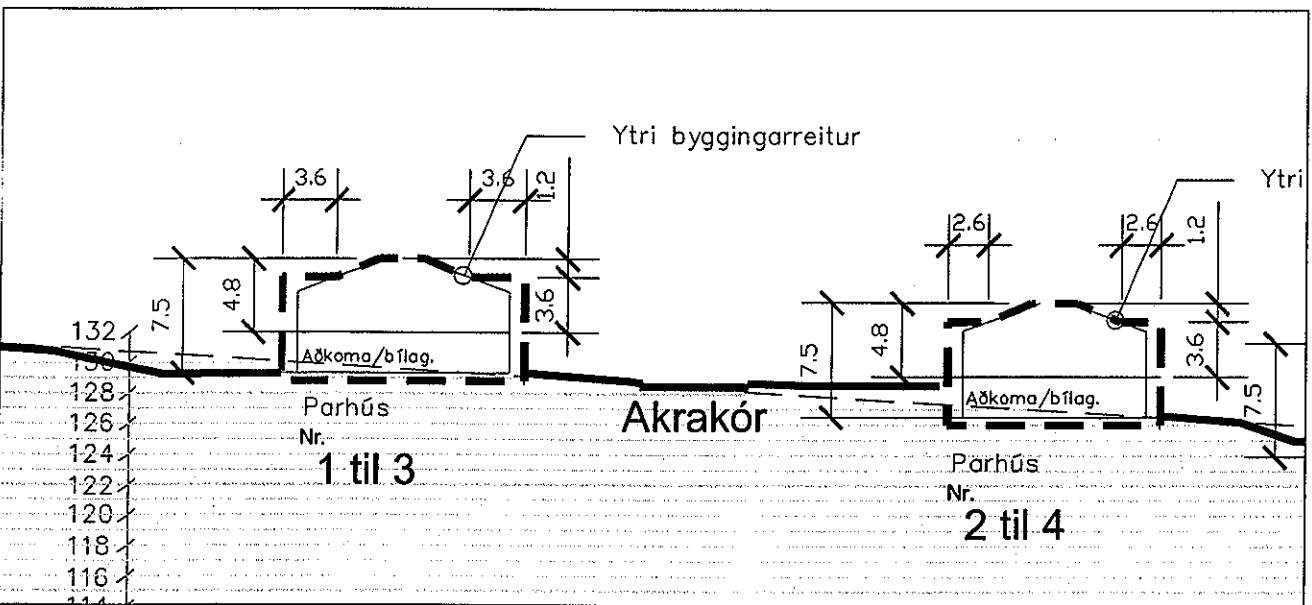 Ytri byggingarreitur
3.6
3.6
1.2
Ytri
2.6
2.6
1.2
7.5
4.8
3.6
7.5
4.8
3.6
7.5
132
130
128
126
124
122
120
118
116
114
Aðkoma/bílag.
Parhús
Nr.
1 til 3
Akrakór
Aðkoma/bílag.
Parhús
Nr.
2 til 4